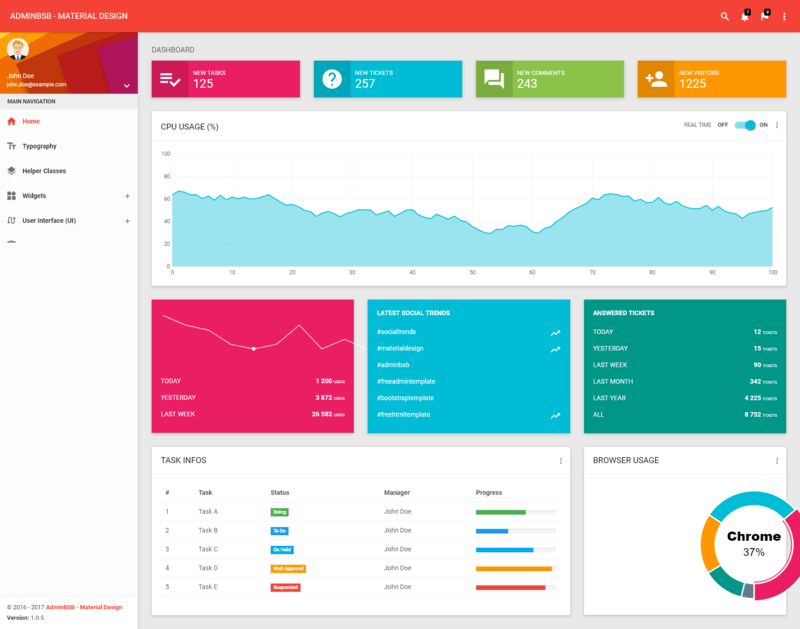 ADMINBSB - MATERIAL DESIGN
7
9
John Doe
john.doe@example.com
MAIN NAVIGATION
Home
Typography
Helper Classes
Widgets +
User Interface (UI) +
© 2016 - 2017 AdminBSB - Material Design
Version: 1.0.5
DASHBOARD
NEW TASKS
125
NEW TICKETS
257
NEW COMMENTS
243
NEW VISITORS
1225
CPU USAGE (%)
REAL TIME OFF ON
100
80
60
40
20
0
0 10 20 30 40 50 60 70 80 90 100
TODAY 1 200 USERS
YESTERDAY 3 872 USERS
LAST WEEK 26 582 USERS
LATEST SOCIAL TRENDS
#socialtrends
#materialdesign
#adminbsb
#freeadmintemplate
#bootstraptemplate
#freehtmltemplate
ANSWERED TICKETS
TODAY 12 TICKETS
YESTERDAY 15 TICKETS
LAST WEEK 90 TICKETS
LAST MONTH 342 TICKETS
LAST YEAR 4 225 TICKETS
ALL 8 752 TICKETS
TASK INFOS
# Task Status Manager Progress
1 Task A Doing John Doe
2 Task B To Do John Doe
3 Task C On Hold John Doe
4 Task D Wait Approval John Doe
5 Task E Suspended John Doe
BROWSER USAGE
Chrome
37%